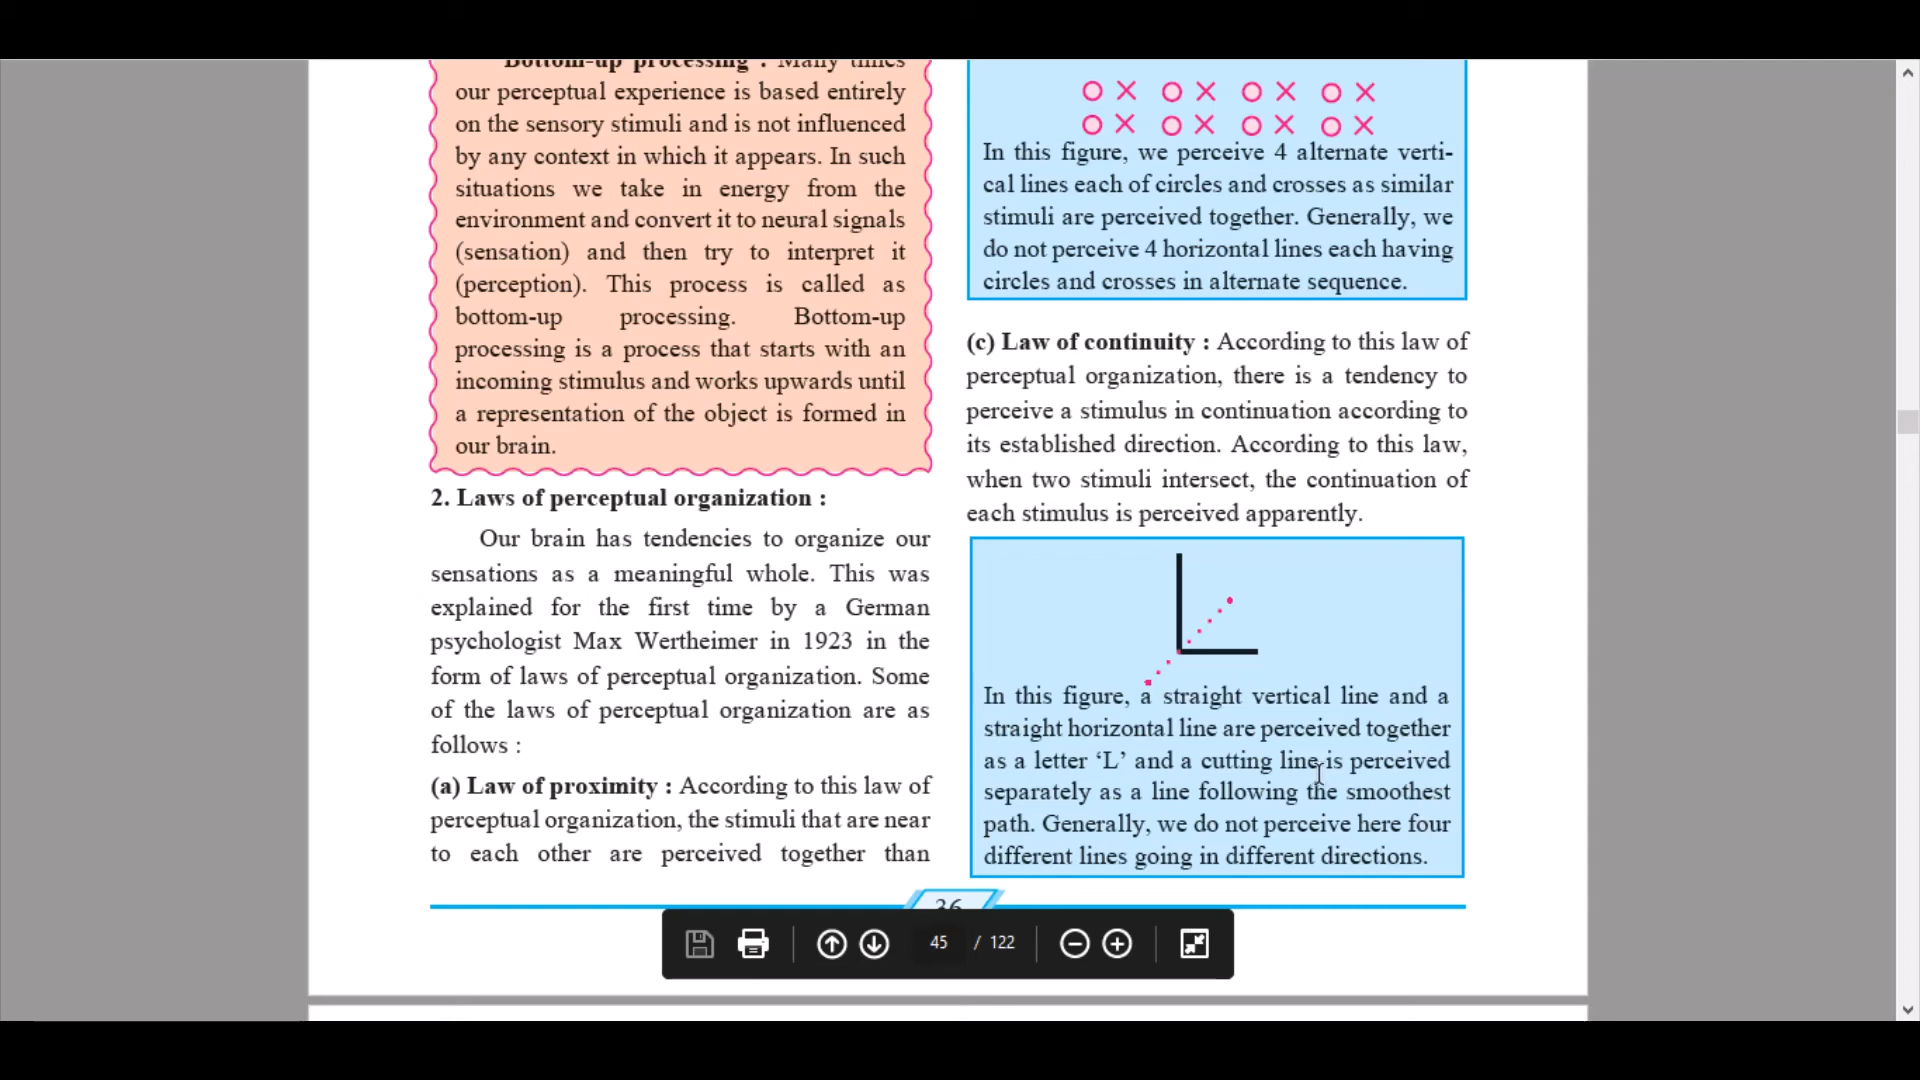 Bottom-up processing : Many times
our perceptual experience is based entirely
on the sensory stimuli and is not influenced
by any context in which it appears. In such
situations we take in energy from the
environment and convert it to neural signals
(sensation) and then try to interpret it
(perception). This process is called as
bottom-up processing. Bottom-up
processing is a process that starts with an
incoming stimulus and works upwards until
a representation of the object is formed in
our brain.
2. Laws of perceptual organization :
Our brain has tendencies to organize our
sensations as a meaningful whole. This was
explained for the first time by a German
psychologist Max Wertheimer in 1923 in the
form of laws of perceptual organization. Some
of the laws of perceptual organization are as
follows :
(a) Law of proximity : According to this law of
perceptual organization, the stimuli that are near
to each other are perceived together than
In this figure, we perceive 4 alternate verti-
cal lines each of circles and crosses as similar
stimuli are perceived together. Generally, we
do not perceive 4 horizontal lines each having
circles and crosses in alternate sequence.
(c) Law of continuity : According to this law of
perceptual organization, there is a tendency to
perceive a stimulus in continuation according to
its established direction. According to this law,
when two stimuli intersect, the continuation of
each stimulus is perceived apparently.
In this figure, a straight vertical line and a
straight horizontal line are perceived together
as a letter ‘L’ and a cutting line is perceived
separately as a line following the smoothest
path. Generally, we do not perceive here four
different lines going in different directions.
36
45 / 122